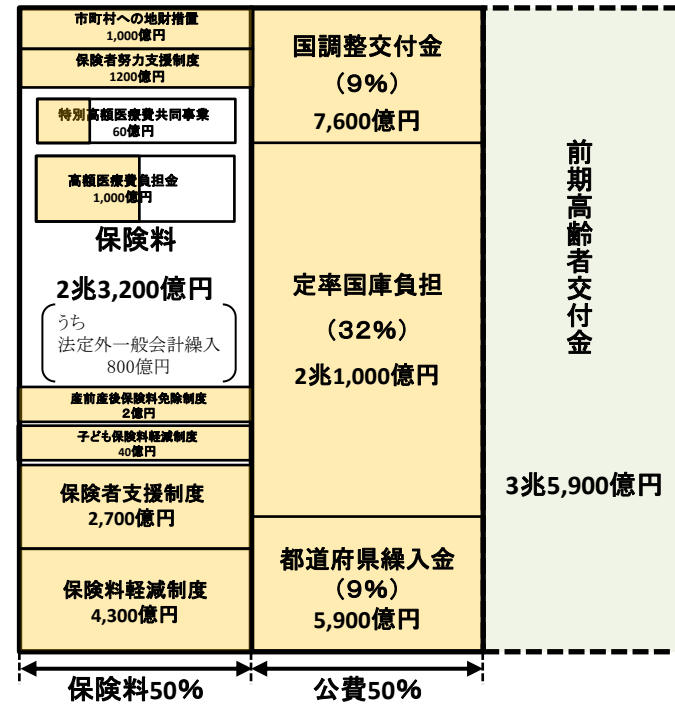 市町村への地財措置
1,000億円
保険者努力支援制度
1200億円
特別高額医療費共同事業
60億円
高額医療費負担金
1,000億円
保険料
2兆3,200億円
うち
法定外一般会計繰入
800億円
産前産後保険料免除制度
2億円
子ども保険料軽減制度
40億円
保険者支援制度
2,700億円
保険料軽減制度
4,300億円
保険料50%
国調整交付金
(9%)
7,600億円
定率国庫負担
(32%)
2兆1,000億円
都道府県繰入金
(9%)
5,900億円
公費50%
前期高齢者交付金
3兆5,900億円